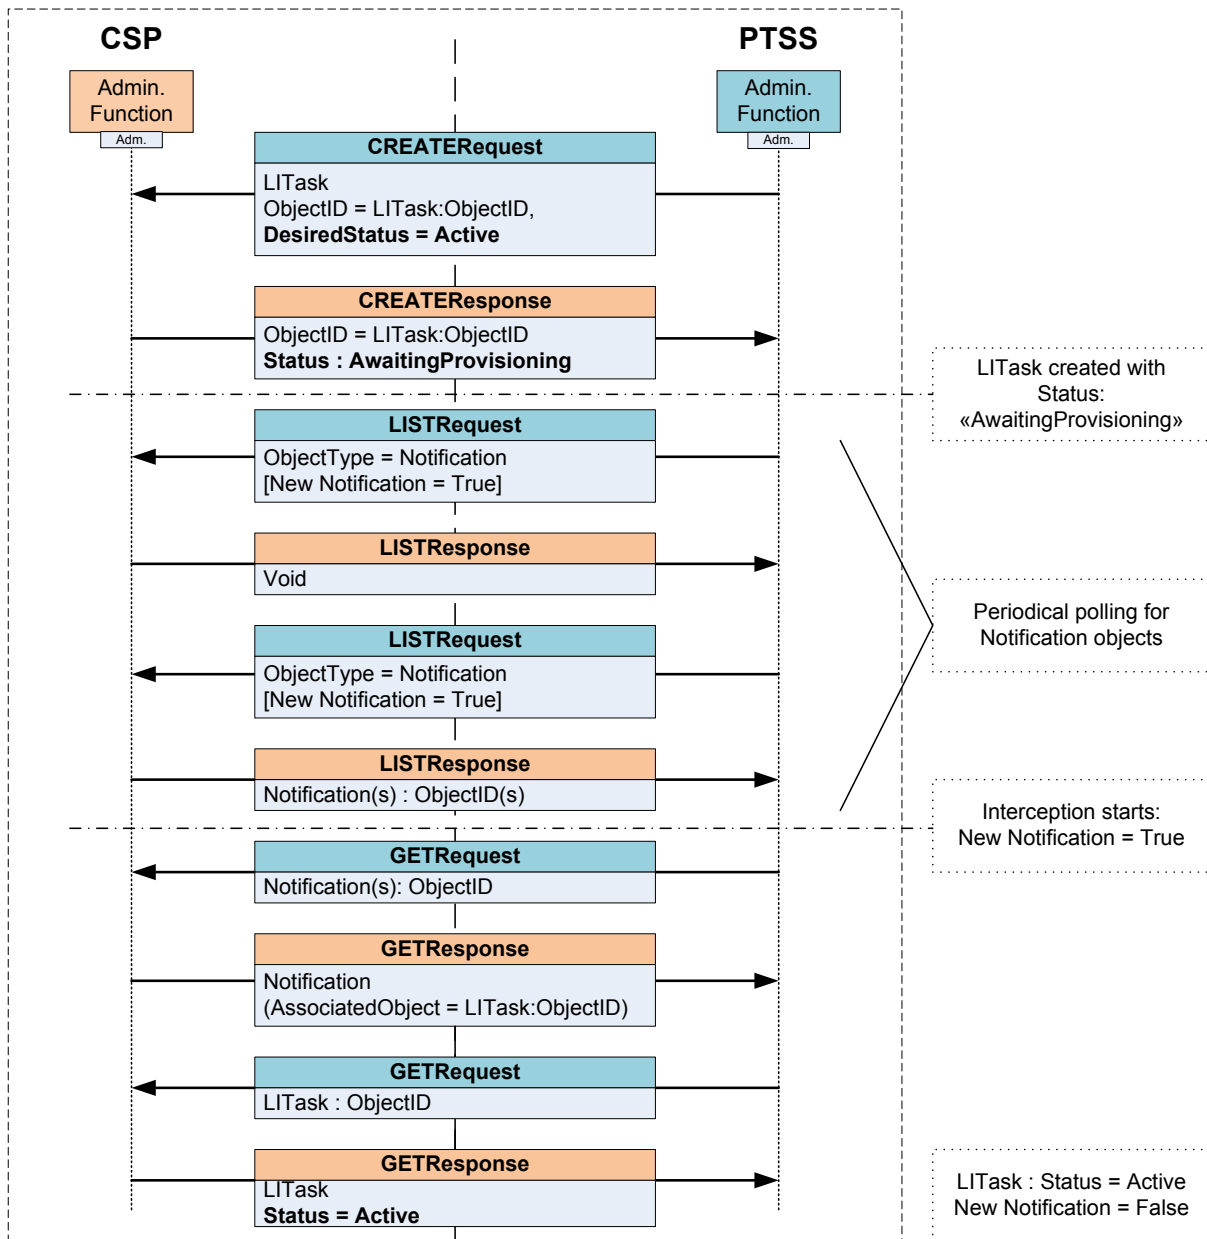 CSP
PTSS
Admin.
Function
Adm.
Admin.
Function
Adm.
CREATERequest
LITask
ObjectID = LITask:ObjectID,
DesiredStatus = Active
CREATEResponse
ObjectID = LITask:ObjectID
Status : AwaitingProvisioning
LITask created with
Status:
«AwaitingProvisioning»
LISTRequest
ObjectType = Notification
[New Notification = True]
LISTResponse
Void
Periodical polling for
Notification objects
LISTRequest
ObjectType = Notification
[New Notification = True]
LISTResponse
Notification(s) : ObjectID(s)
Interception starts:
New Notification = True
GETRequest
Notification(s): ObjectID
GETResponse
Notification
(AssociatedObject = LITask:ObjectID)
GETRequest
LITask : ObjectID
GETResponse
LITask
Status = Active
LITask : Status = Active
New Notification = False